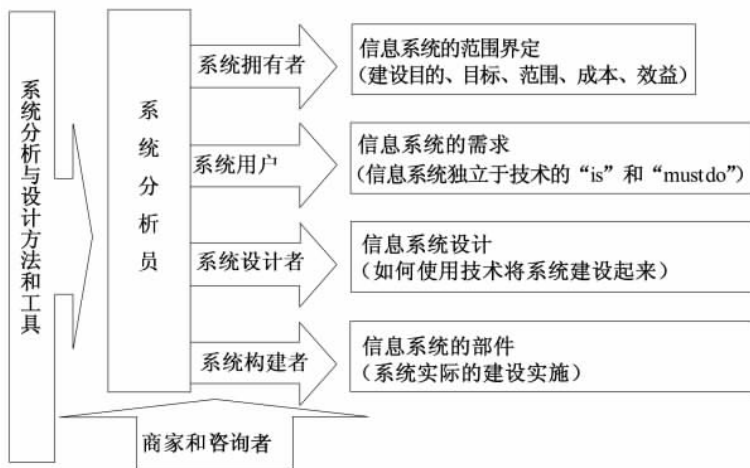 系统分析与设计方法和工具
系统分析员
系统拥有者
信息系统的范围界定
（建设目的、目标、范围、成本、效益）
系统用户
信息系统的需求
（信息系统独立于技术的“is”和“must do”）
系统设计者
信息系统设计
（如何使用技术将系统建设起来）
系统构建者
信息系统的部件
（系统实际的建设实施）
商家和咨询者